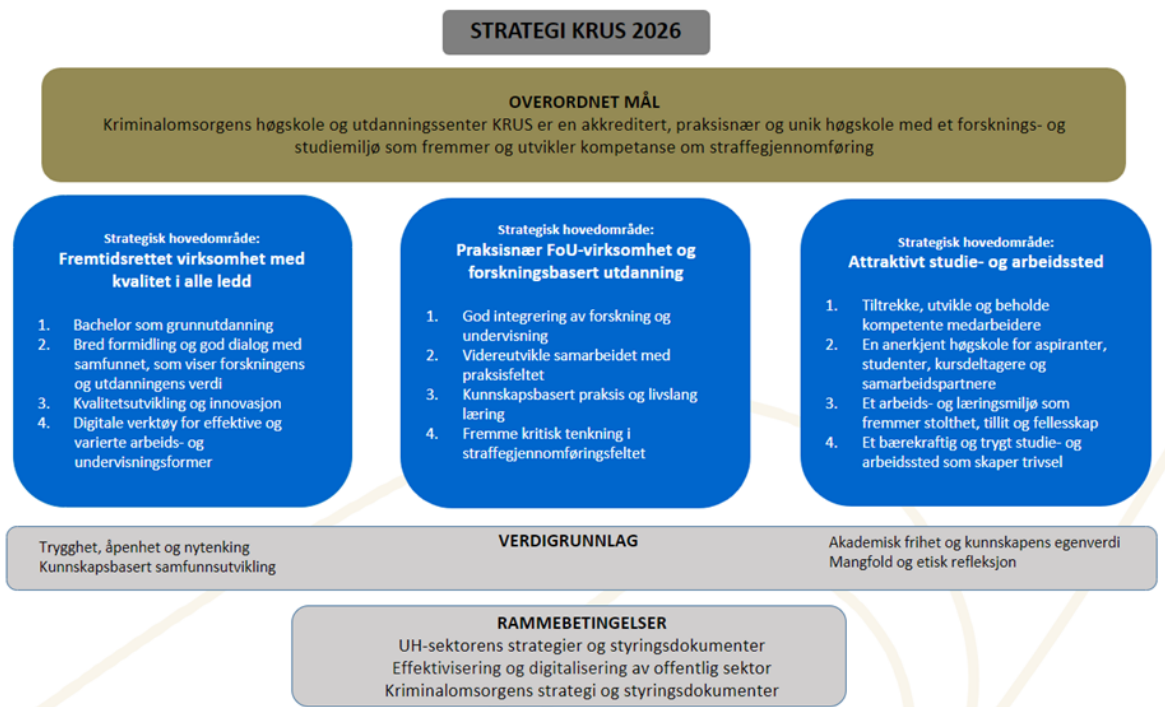 STRATEGI KRUS 2026
OVERORDNET MÅL
Kriminalomsorgens høgskole og utdanningssenter KRUS er en akkreditert, praksisnær og unik høgskole med et forsknings- og
studiemiljø som fremmer og utvikler kompetanse om straffegjennomføring
Strategisk hovedområde:
Fremtidsrettet virksomhet med
kvalitet i alle ledd
1. Bachelor som grunnutdanning
2. Bred formidling og god dialog med
samfunnet, som viser forskningens
og utdanningens verdi
3. Kvalitetsutvikling og innovasjon
4. Digitale verktøy for effektive og
varierte arbeids- og
undervisningsformer
Strategisk hovedområde:
Praksisnær FoU-virksomhet og
forskningsbasert utdanning
1. God integrering av forskning og
undervisning
2. Videreutvikle samarbeidet med
praksisfeltet
3. Kunnskapsbasert praksis og livslang
læring
4. Fremme kritisk tenkning i
straffegjennomføringsfeltet
Strategisk hovedområde:
Attraktivt studie- og arbeidssted
1. Tiltrekke, utvikle og beholde
kompetente medarbeidere
2. En anerkjent høgskole for aspiranter,
studenter, kursdeltagere og
samarbeidspartnere
3. Et arbeids- og læringsmiljø som
fremmer stolthet, tillit og fellesskap
4. Et bærekraftig og trygt studie- og
arbeidssted som skaper trivsel
VERDIGRUNNLAG
Trygghet, åpenhet og nytenking
Kunnskapsbasert samfunnsutvikling
Akademisk frihet og kunnskapens egenverdi
Mangfold og etisk refleksjon
RAMMEBETINGELSER
UH-sektorens strategier og styringsdokumenter
Effektivisering og digitalisering av offentlig sektor
Kriminalomsorgens strategi og styringsdokumenter